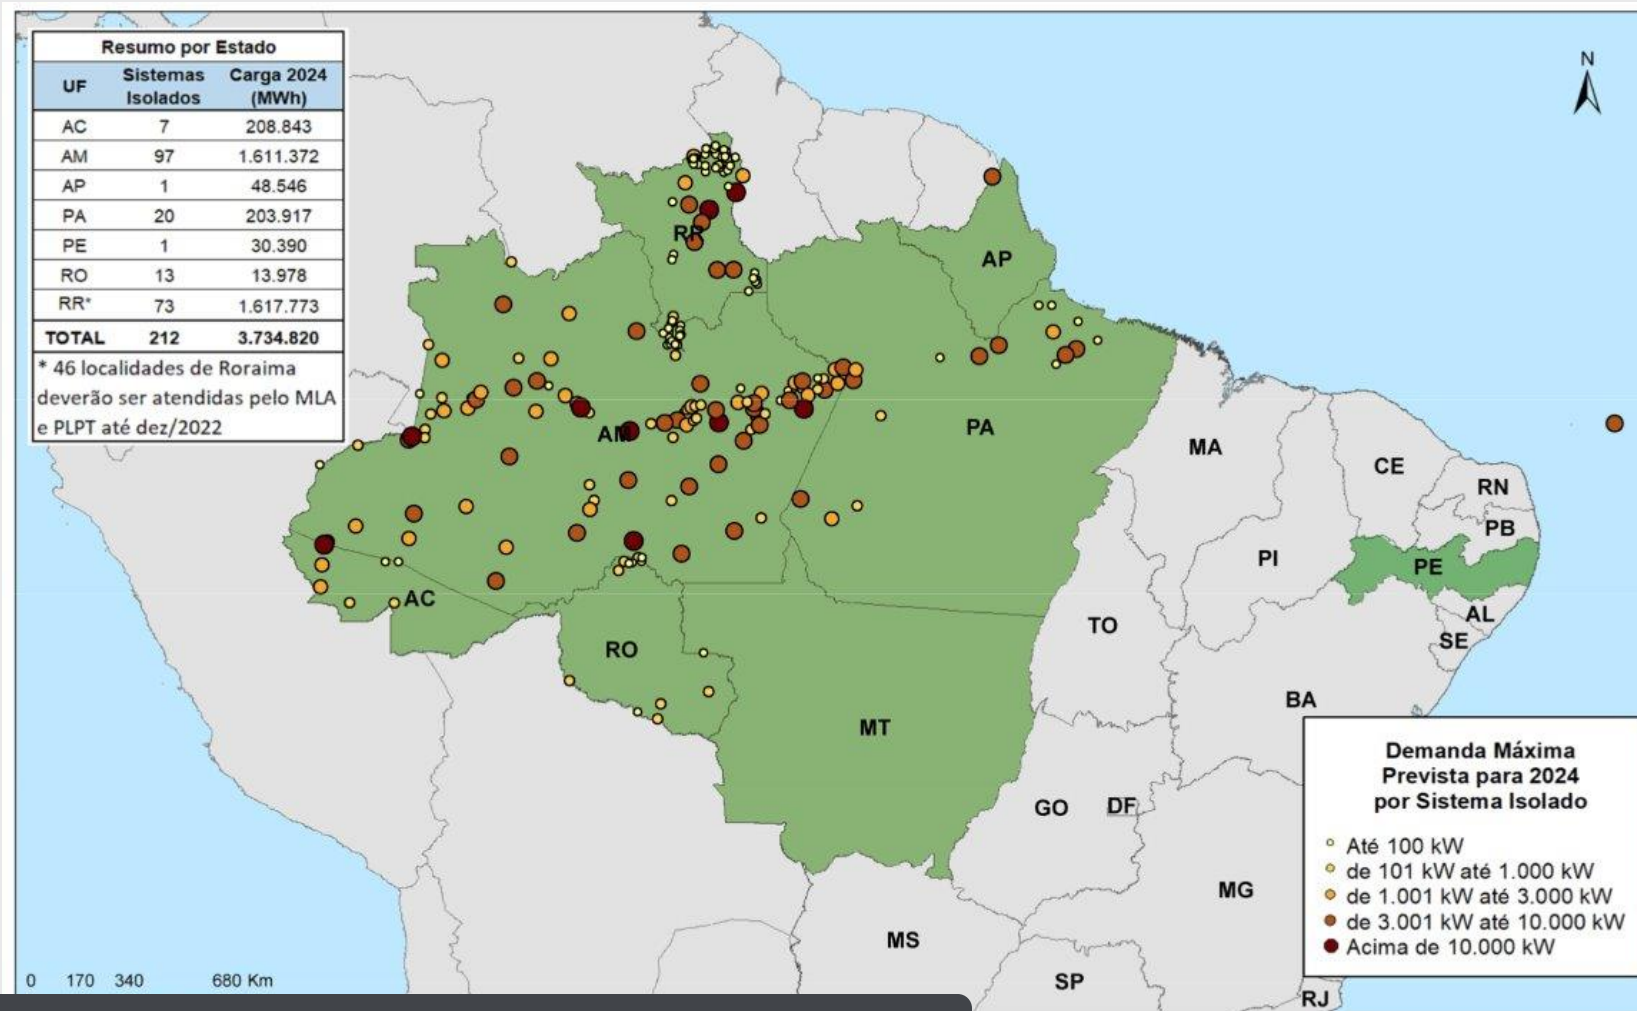 Resumo por Estado
UF Sistemas Isolados Carga 2024 (MWh)
AC 7 208.843
AM 97 1.611.372
AP 1 48.546
PA 20 203.917
PE 1 30.390
RO 13 13.978
RR* 73 1.617.773
TOTAL 212 3.734.820
* 46 localidades de Roraima
deverão ser atendidas pelo MLA
e PLPT até dez/2022
N
RR
AP
AM
PA
MA
CE
RN
PB
PI
PE
AC
AL
TO
SE
RO
BA
MT
GO
DF
MG
MS
SP
RJ
Demanda Máxima
Prevista para 2024
por Sistema Isolado
Até 100 kW
de 101 kW até 1.000 kW
de 1.001 kW até 3.000 kW
de 3.001 kW até 10.000 kW
Acima de 10.000 kW
0 170 340 680 Km